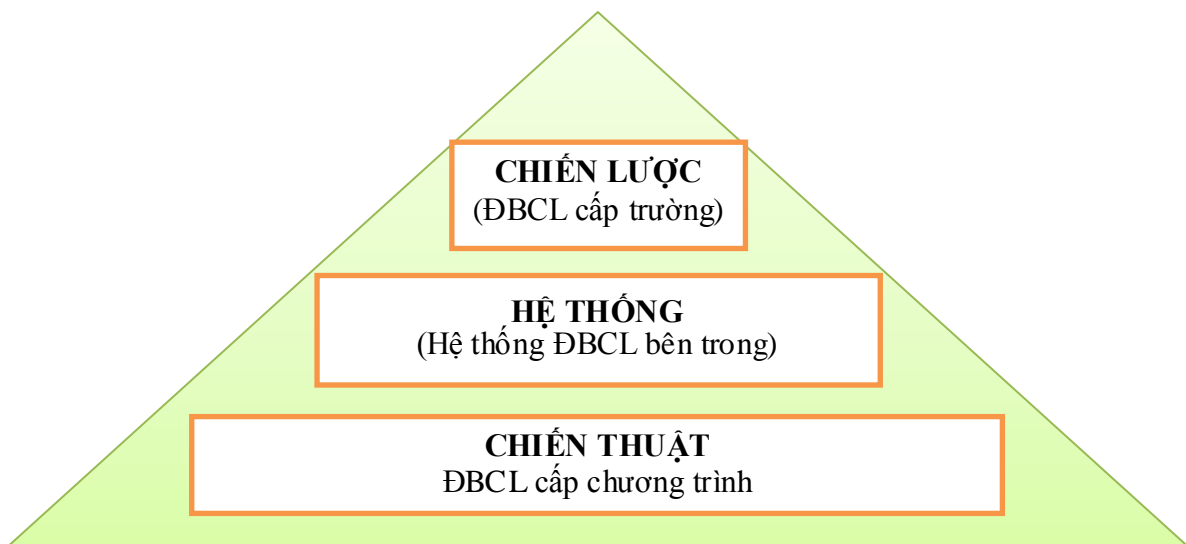 CHIẾN LƯỢC
(ĐBCL cấp trường)
HỆ THỐNG
(Hệ thống ĐBCL bên trong)
CHIẾN THUẬT
ĐBCL cấp chương trình